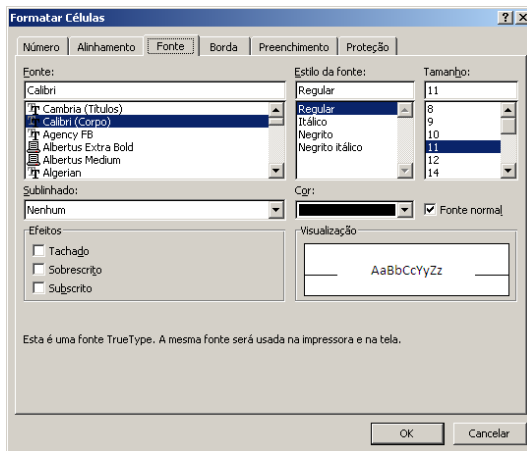 Formatar Células
Número Alinhamento Fonte Borda Preenchimento Proteção
Fonte: Estilo da fonte: Tamanho:
Calibri Regular 11
Cambria (Títulos) Regular 8
Calibri (Corpo) Itálico 9
Agency FB Negrito 10
Albertus Extra Bold Negrito itálico 11
Albertus Medium 12
Algerian 14
Sublinhado: Cor:
Nenhum Fonte normal
Efeitos Visualização
Tachado
Sobrescrito AaBbCcYyZz
Subscrito
Esta é uma fonte TrueType. A mesma fonte será usada na impressora e na tela.
OK Cancelar